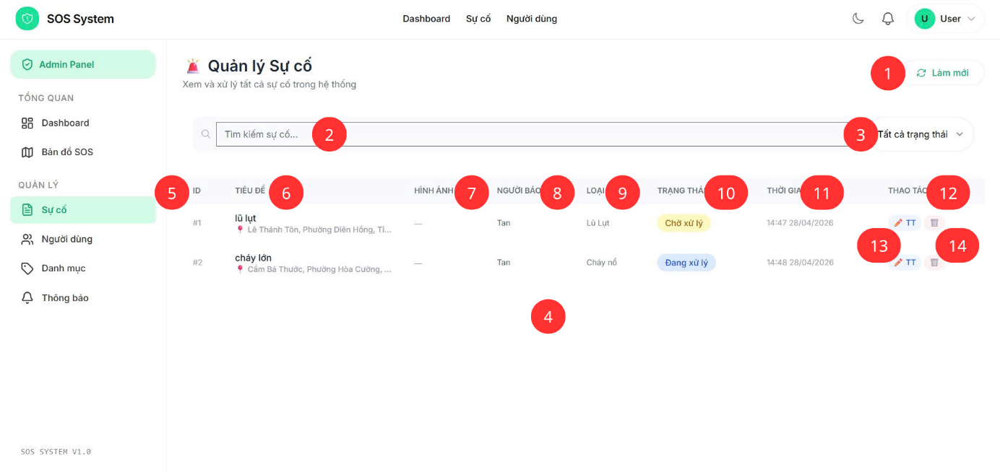 SOS System
Dashboard Sự cố Người dùng
U User
Admin Panel
TỔNG QUAN
Dashboard
Bản đồ SOS
QUẢN LÝ
Sự cố
Người dùng
Danh mục
Thông báo
SOS SYSTEM V1.0
Quản lý Sự cố
Xem và xử lý tất cả sự cố trong hệ thống
1 Làm mới
Tìm kiếm sự cố... 2 3 Tất cả trạng thái
5 ID TIÊU ĐỀ 6 HÌNH ẢNH 7 NGƯỜI BÁO 8 LOẠI 9 TRẠNG THÁI 10 THỜI GIA 11 THAO TÁC 12
#1 lũ lụt — Tan Lũ Lụt Chờ xử lý 14:47 28/04/2026 TT
Lê Thánh Tôn, Phường Diên Hồng, Ti...
13 14
#2 cháy lớn — Tan Cháy nổ Đang xử lý 14:48 28/04/2026 TT
Cầm Bá Thước, Phường Hòa Cường, ...
4